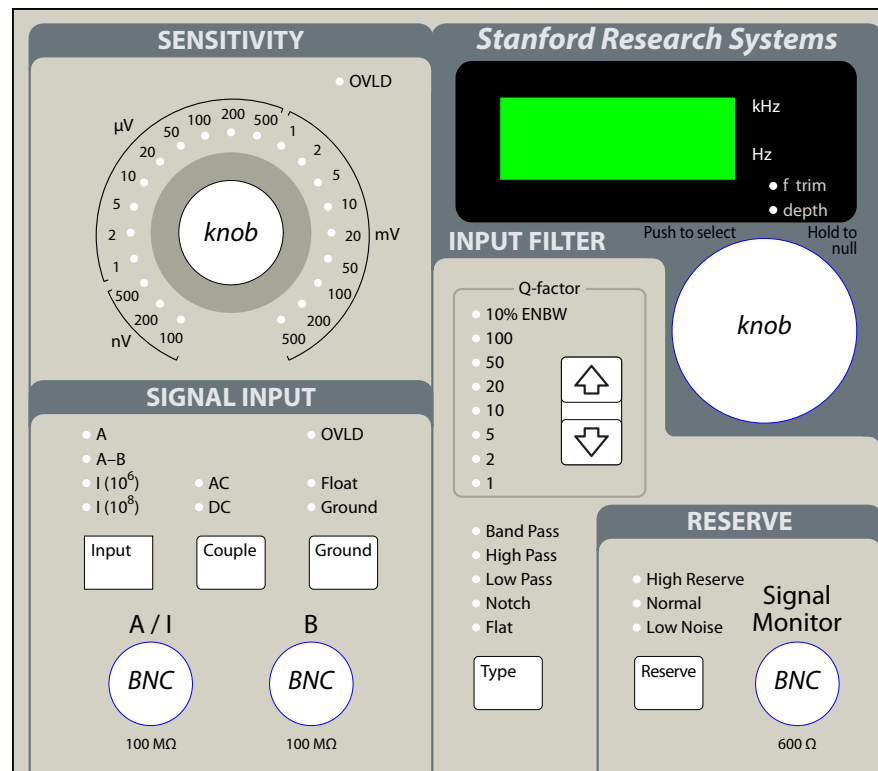 SENSITIVITY
OVLD
µV
nV
mV
100
200
500
1
2
5
10
20
50
100
200
500
1
2
5
10
20
50
100
200
500
knob
Stanford Research Systems
kHz
Hz
f trim
depth
Push to select
Hold to
null
knob
INPUT FILTER
Q-factor
10% ENBW
100
50
20
10
5
2
1
Band Pass
High Pass
Low Pass
Notch
Flat
Type
SIGNAL INPUT
A
A–B
I (10⁶)
I (10⁸)
AC
DC
OVLD
Float
Ground
Input
Couple
Ground
A / I
B
BNC
BNC
100 MΩ
100 MΩ
RESERVE
High Reserve
Normal
Low Noise
Reserve
Signal
Monitor
BNC
600 Ω